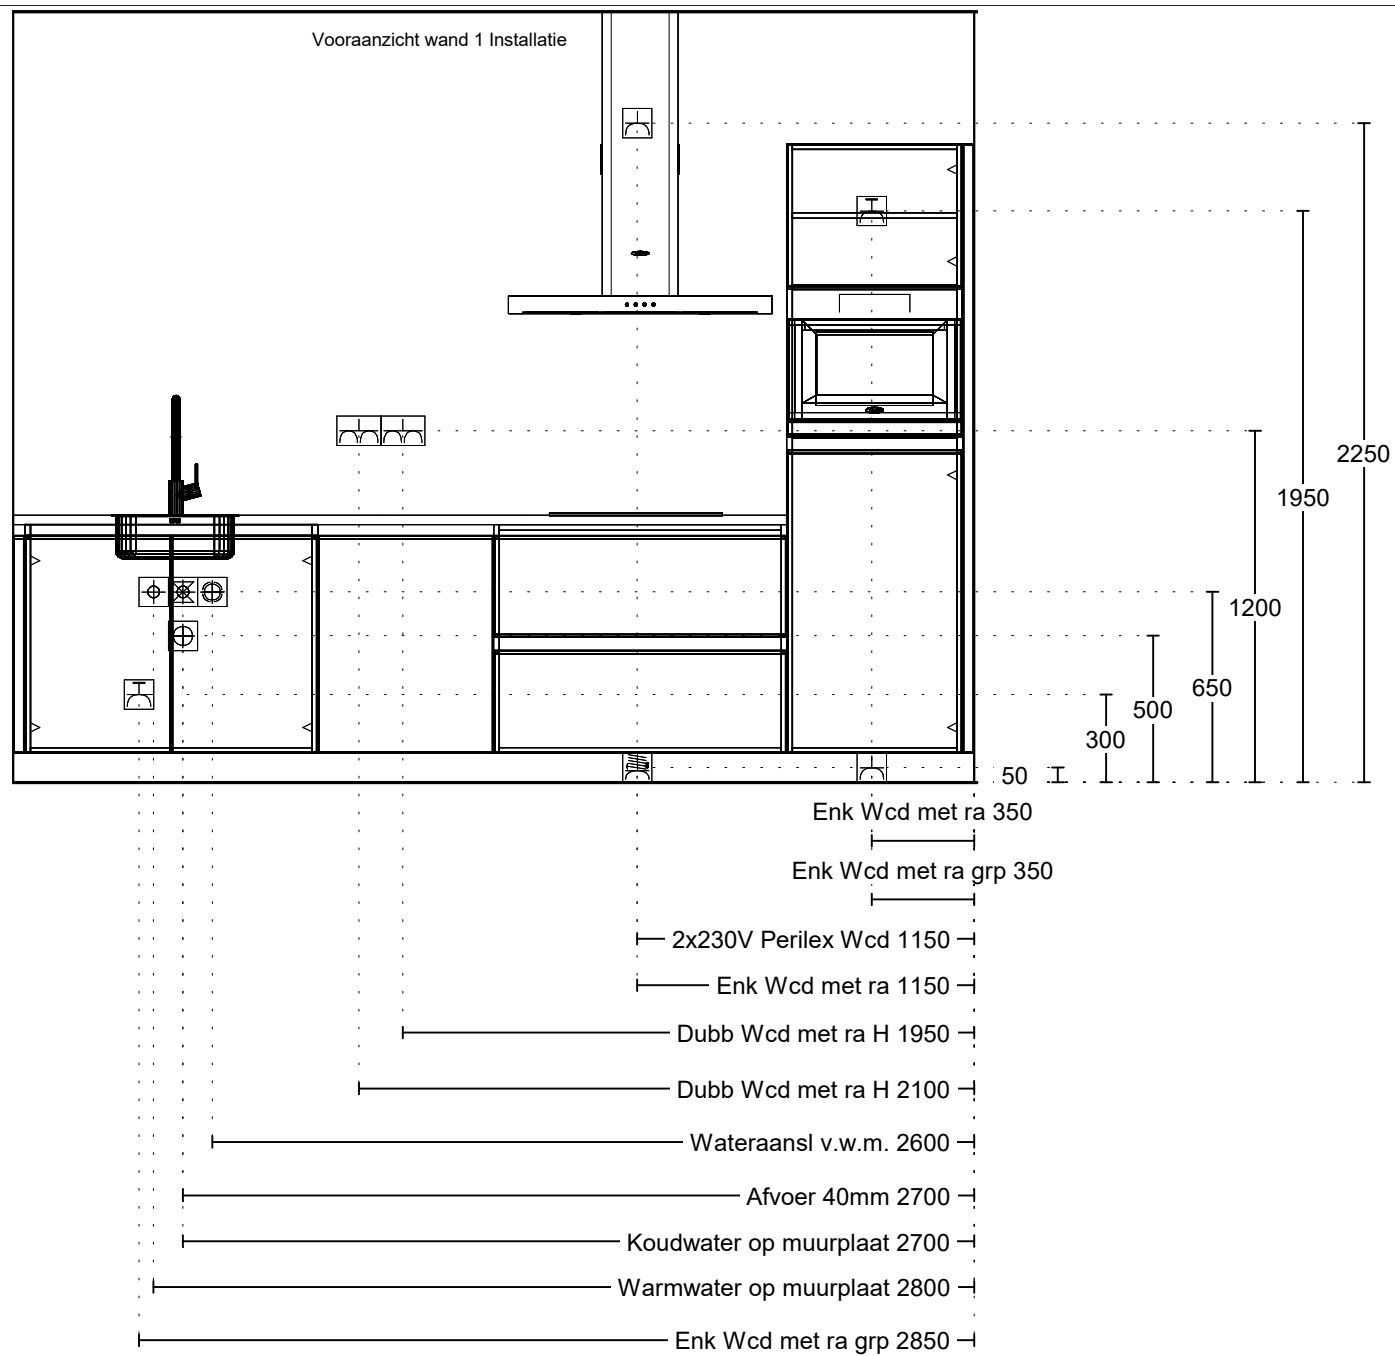 Vooraanzicht wand 1 Installatie
2250
1950
1200
650
500
300
50
Enk Wcd met ra 350
Enk Wcd met ra grp 350
2x230V Perilex Wcd 1150
Enk Wcd met ra 1150
Dubb Wcd met ra H 1950
Dubb Wcd met ra H 2100
Wateraansl v.w.m. 2600
Afvoer 40mm 2700
Koudwater op muurplaat 2700
Warmwater op muurplaat 2800
Enk Wcd met ra grp 2850